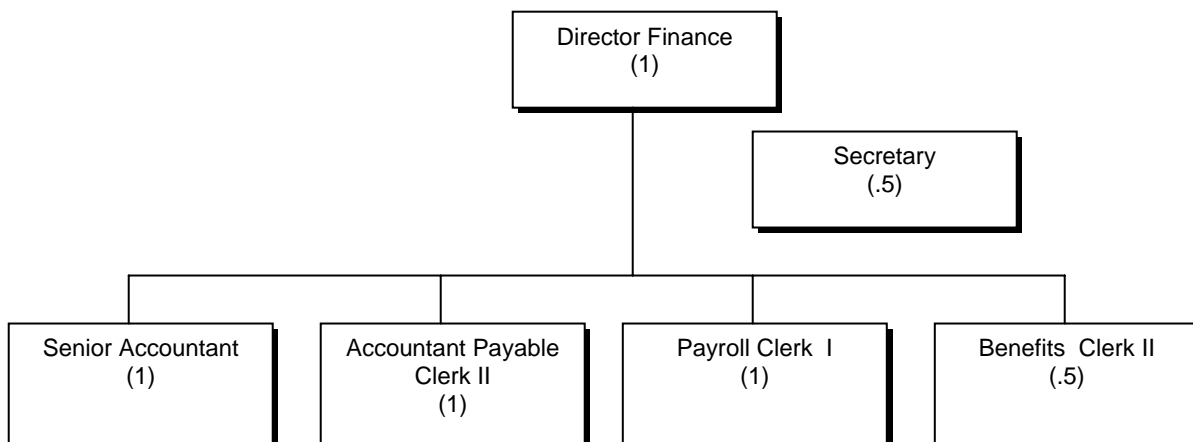 Director Finance
(1)
Secretary
(.5)
Senior Accountant
(1)
Accountant Payable
Clerk II
(1)
Payroll Clerk I
(1)
Benefits Clerk II
(.5)